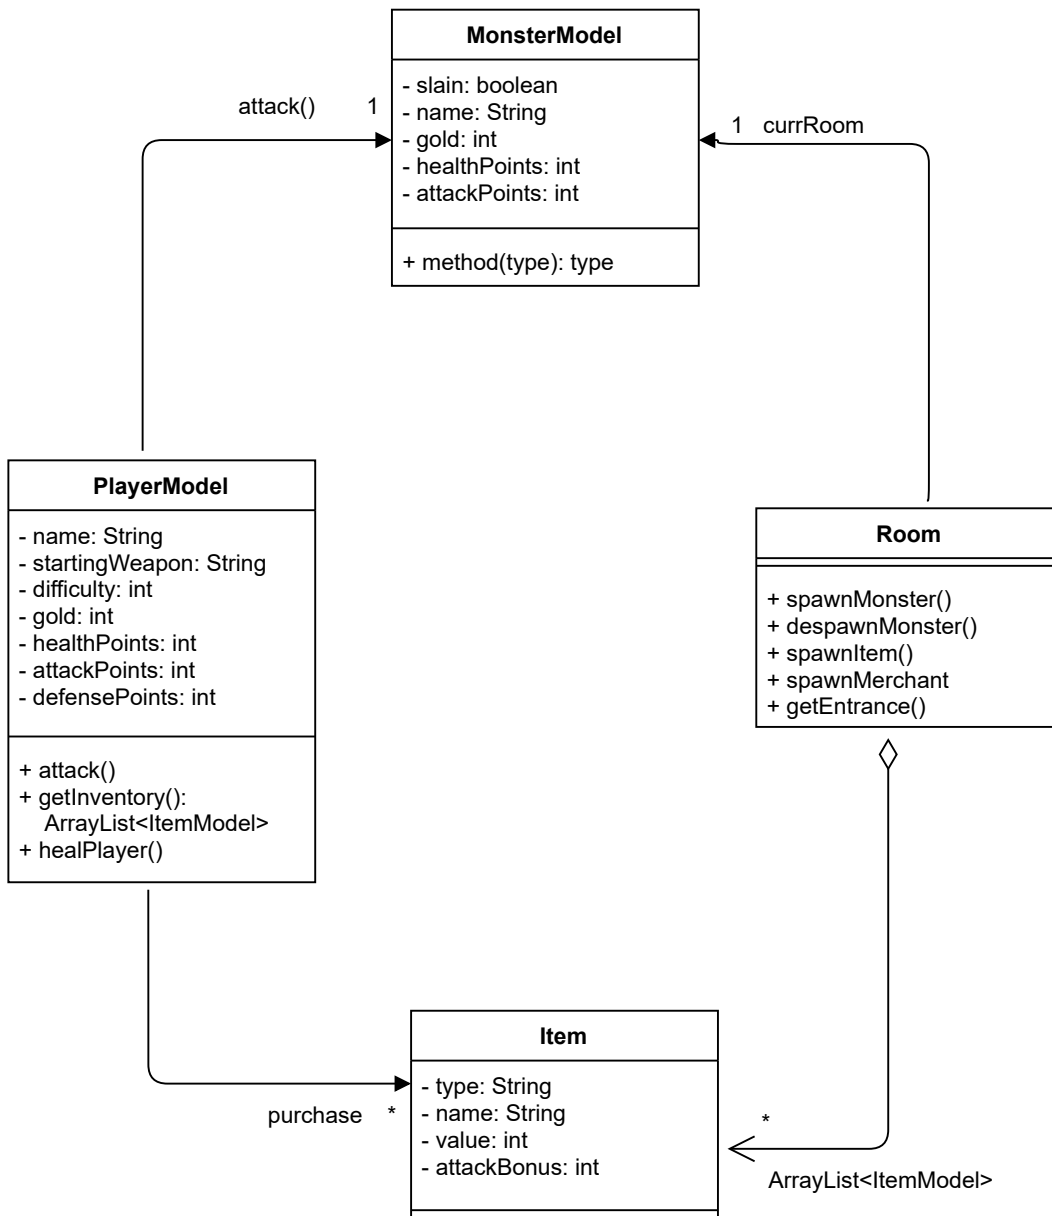 MonsterModel
- slain: boolean
- name: String
- gold: int
- healthPoints: int
- attackPoints: int
+ method(type): type
attack() 1
1 currRoom
PlayerModel
- name: String
- startingWeapon: String
- difficulty: int
- gold: int
- healthPoints: int
- attackPoints: int
- defensePoints: int
+ attack()
+ getInventory():
ArrayList<ItemModel>
+ healPlayer()
Room
+ spawnMonster()
+ despawnMonster()
+ spawnItem()
+ spawnMerchant
+ getEntrance()
Item
- type: String
- name: String
- value: int
- attackBonus: int
purchase *
*
ArrayList<ItemModel>